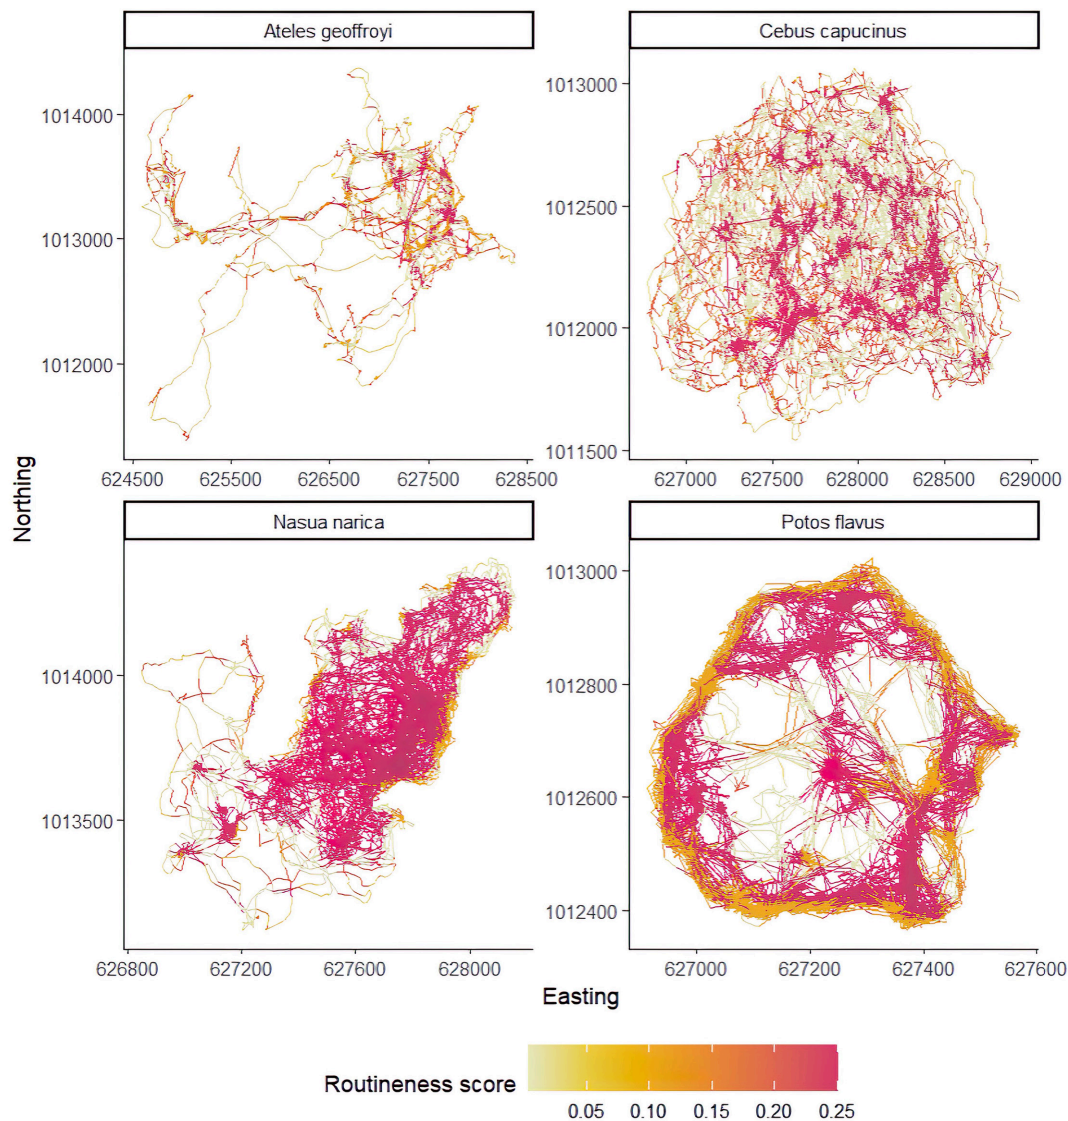 Ateles geoffroyi
Cebus capucinus
1014000
1013000
1012000
624500 625500 626500 627500 628500
1013000
1012500
1012000
1011500
627000 627500 628000 628500 629000
Northing
Nasua narica
Potos flavus
1014000
1013500
626800 627200 627600 628000
1013000
1012800
1012600
1012400
627000 627200 627400 627600
Easting
Routineness score
0.05 0.10 0.15 0.20 0.25